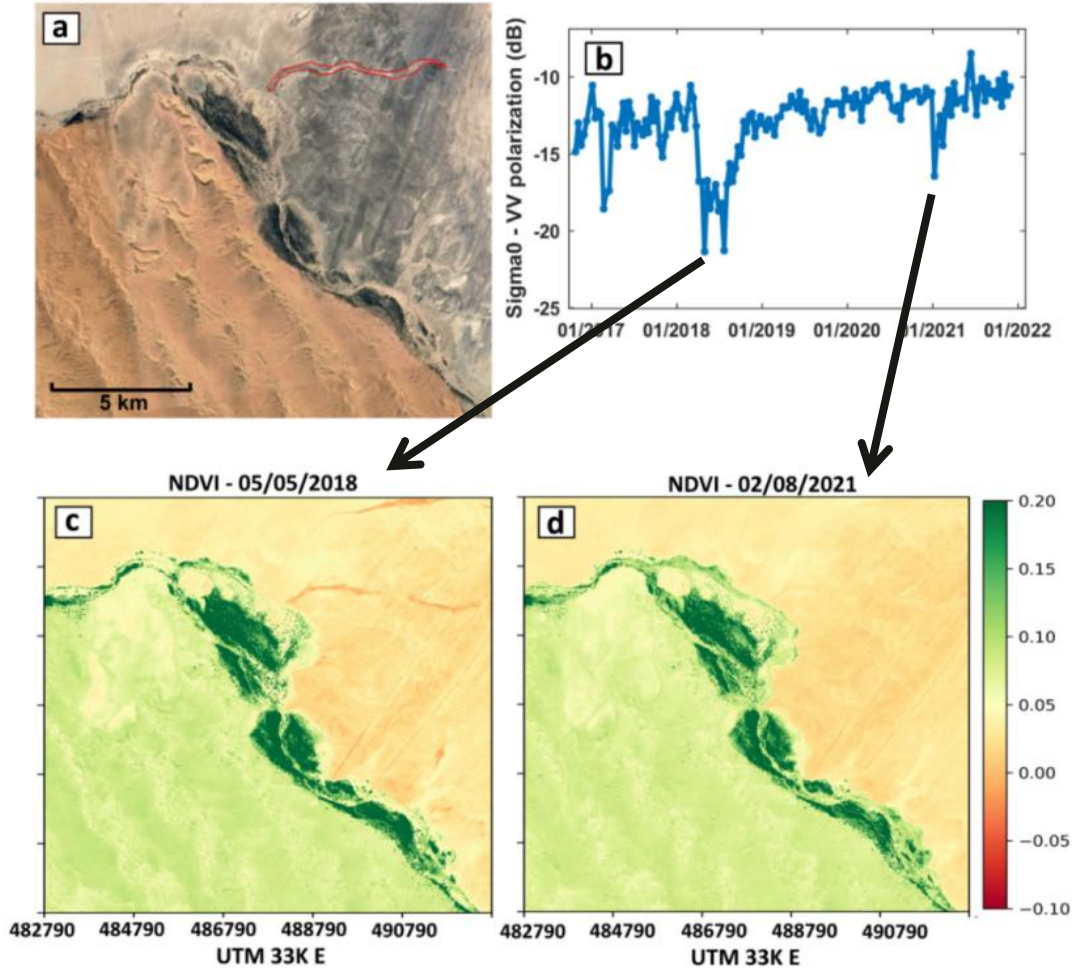 a
5 km
b
Sigma0 - VV polarization (dB)
-10
-15
-20
-25
01/2017 01/2018 01/2019 01/2020 01/2021 01/2022
NDVI - 05/05/2018
c
NDVI - 02/08/2021
d
0.20
0.15
0.10
0.05
0.00
−0.05
−0.10
482790 484790 486790 488790 490790
UTM 33K E
482790 484790 486790 488790 490790
UTM 33K E